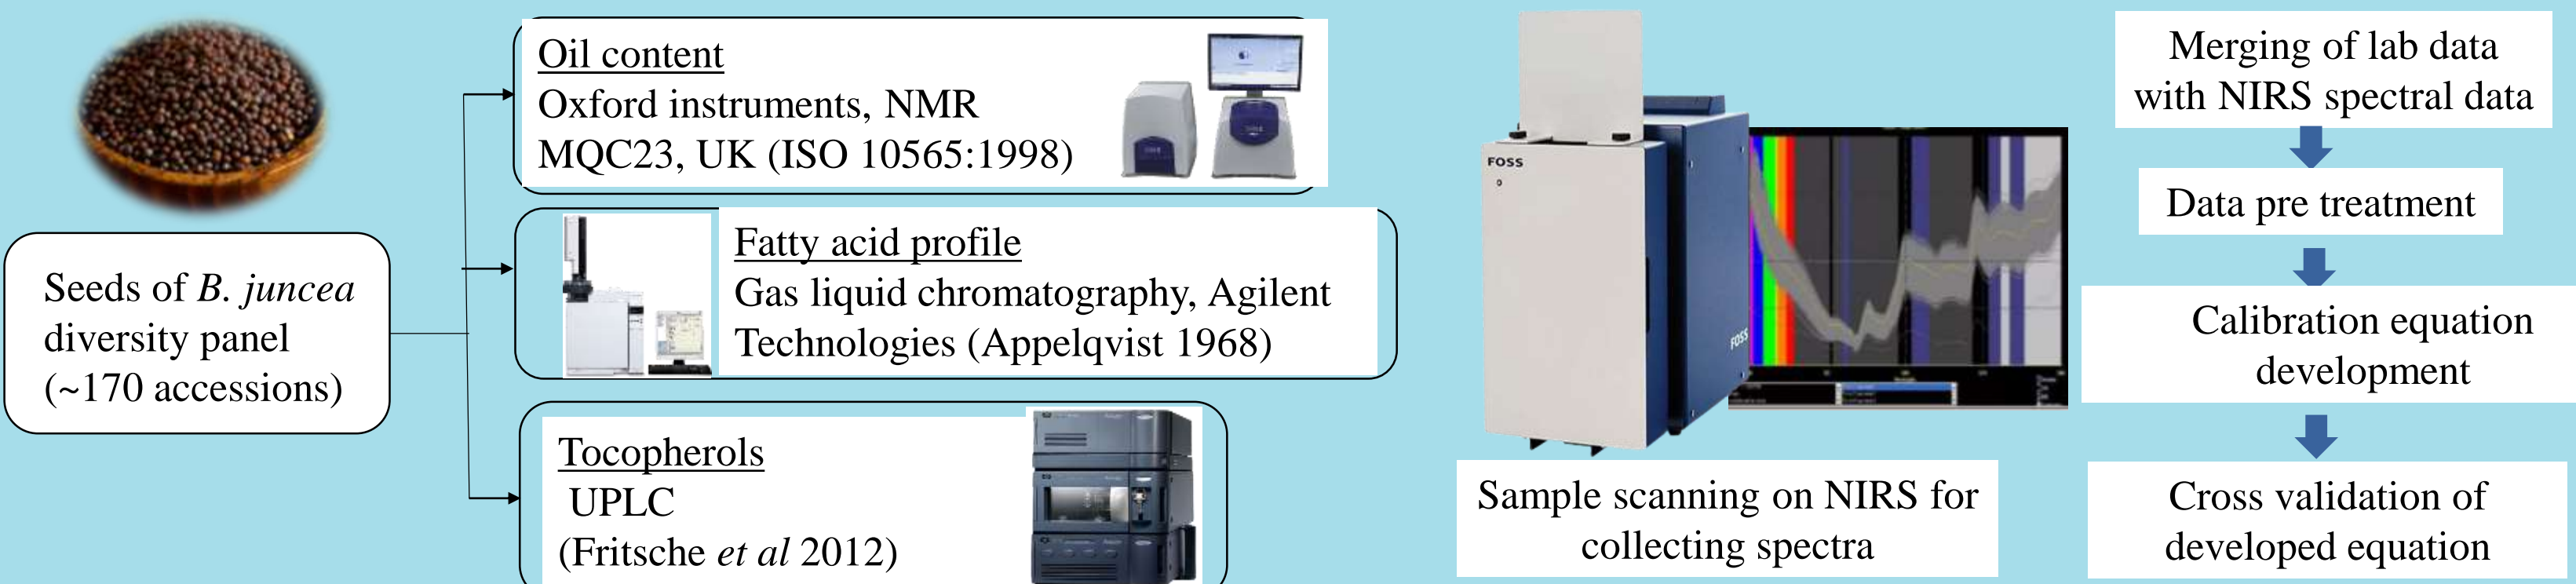 Seeds of B. juncea
diversity panel
(~170 accessions)
Oil content
Oxford instruments, NMR
MQC23, UK (ISO 10565:1998)
Fatty acid profile
Gas liquid chromatography, Agilent
Technologies (Appelqvist 1968)
Tocopherols
UPLC
(Fritsche et al 2012)
FOSS
FOSS
Sample scanning on NIRS for
collecting spectra
Merging of lab data
with NIRS spectral data
Data pre treatment
Calibration equation
development
Cross validation of
developed equation